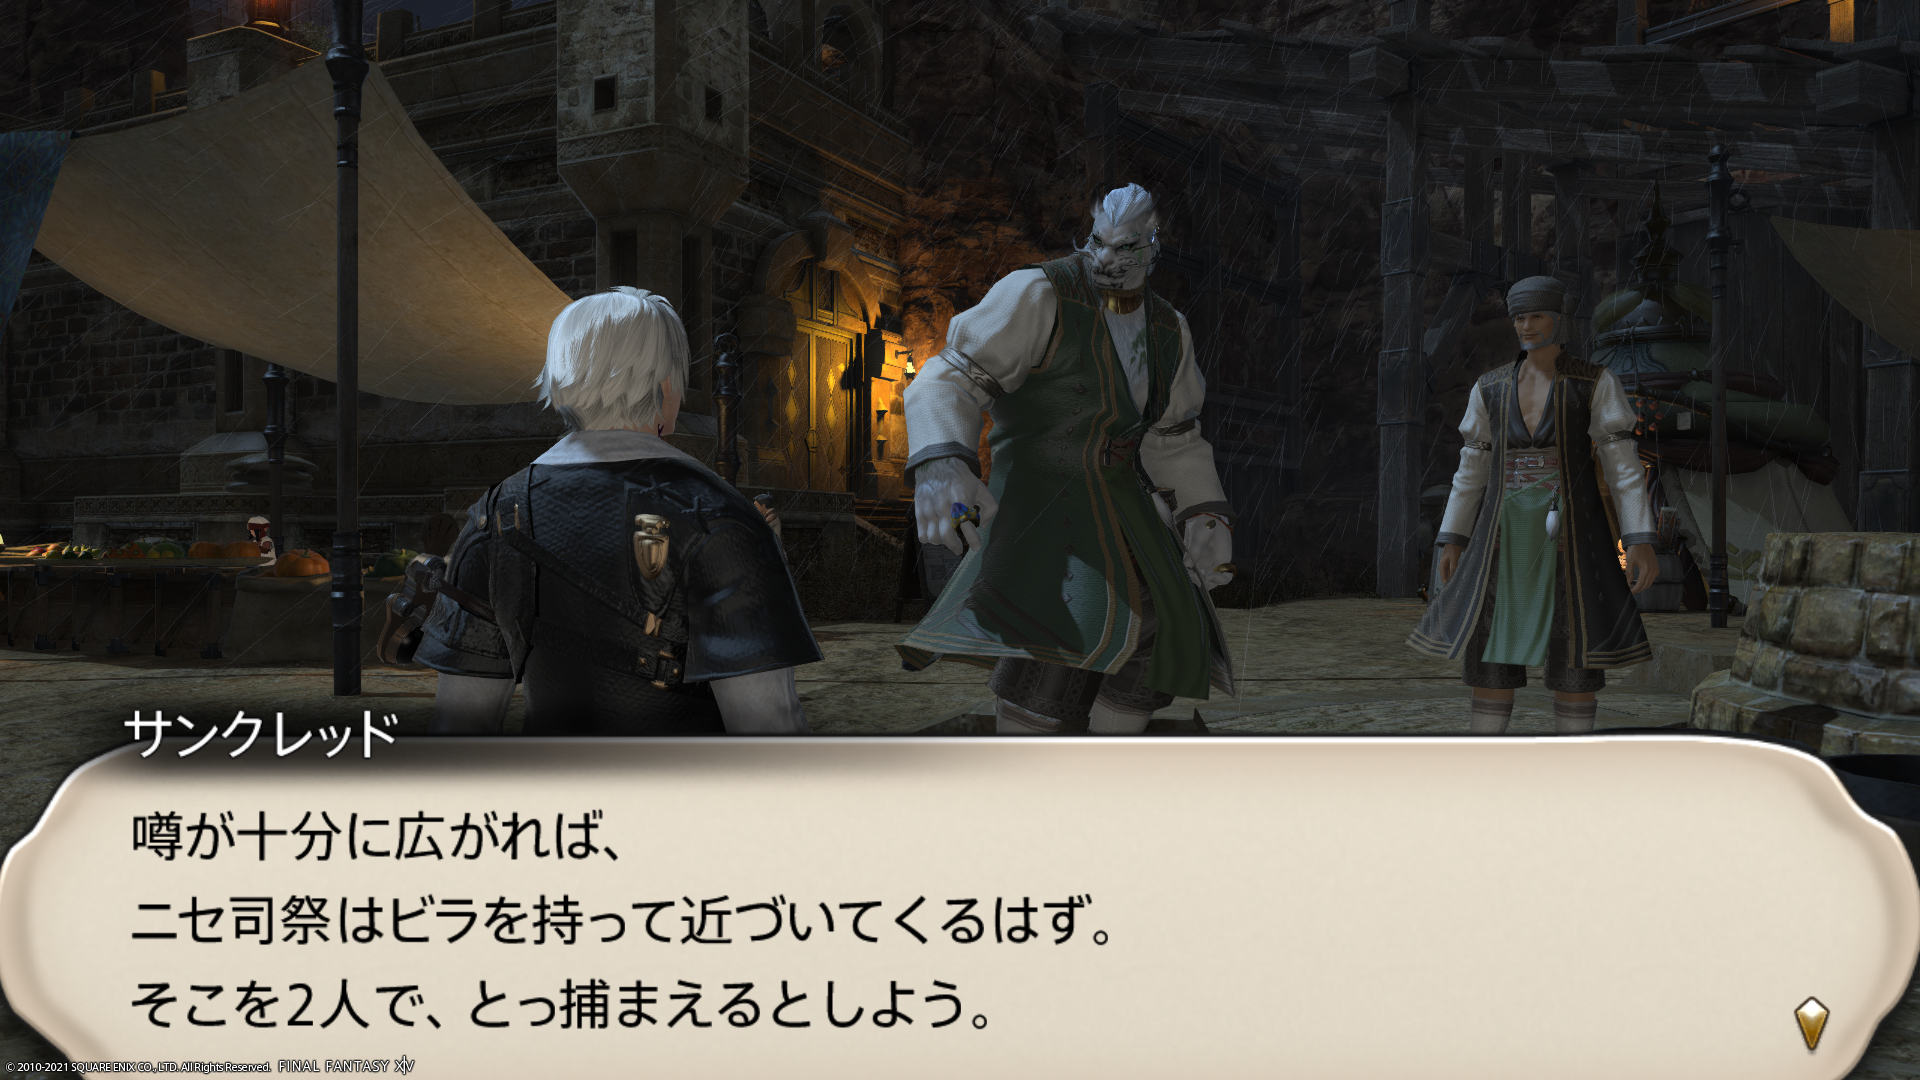 サンクレッド
噂が十分に広がれば、
ニセ司祭はビラを持って近づいてくるはず。
そこを2人で、とっ捕まえるとしよう。
© 2010-2021 SQUARE ENIX CO., LTD. All Rights Reserved. FINAL FANTASY XIV